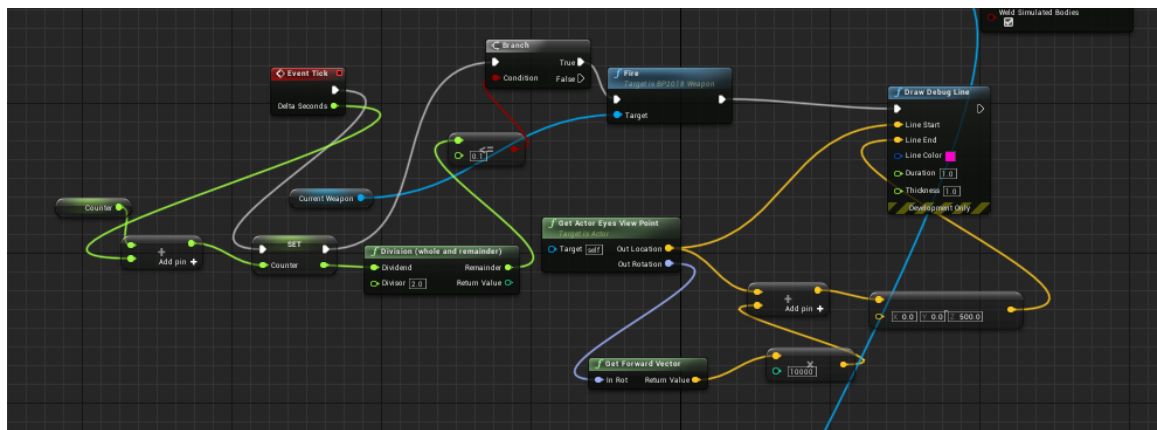 Weld Simulated Bodies
Branch
True
Condition
False
Event Tick
Delta Seconds
f Fire
Target is BP2018 Weapon
Target
f Draw Debug Line
Line Start
Line End
Line Color
Duration 1.0
Thickness 1.0
Development Only
0.1 <=
Current Weapon
Counter
+
Add pin +
SET
Counter
f Division (whole and remainder)
Dividend
Remainder
Divisor 2.0
Return Value
f Get Actor Eyes View Point
Target is Actor
Target self
Out Location
Out Rotation
+
Add pin +
X 0.0 Y 0.0 Z 500.0
f Get Forward Vector
In Rot
Return Value
×
10000